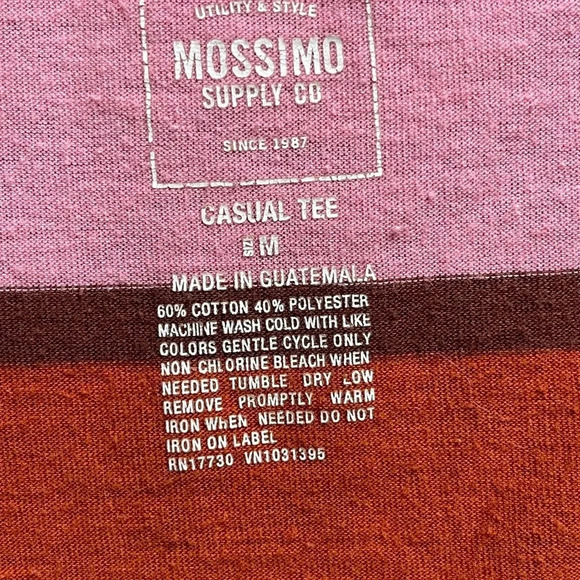 UTILITY & STYLE
MOSSIMO
SUPPLY CO
SINCE 1987
CASUAL TEE
SIZE M
MADE IN GUATEMALA
60% COTTON 40% POLYESTER
MACHINE WASH COLD WITH LIKE
COLORS GENTLE CYCLE ONLY
NON CHLORINE BLEACH WHEN
NEEDED TUMBLE DRY LOW
REMOVE PROMPTLY WARM
IRON WHEN NEEDED DO NOT
IRON ON LABEL
RN17730 VN1031395